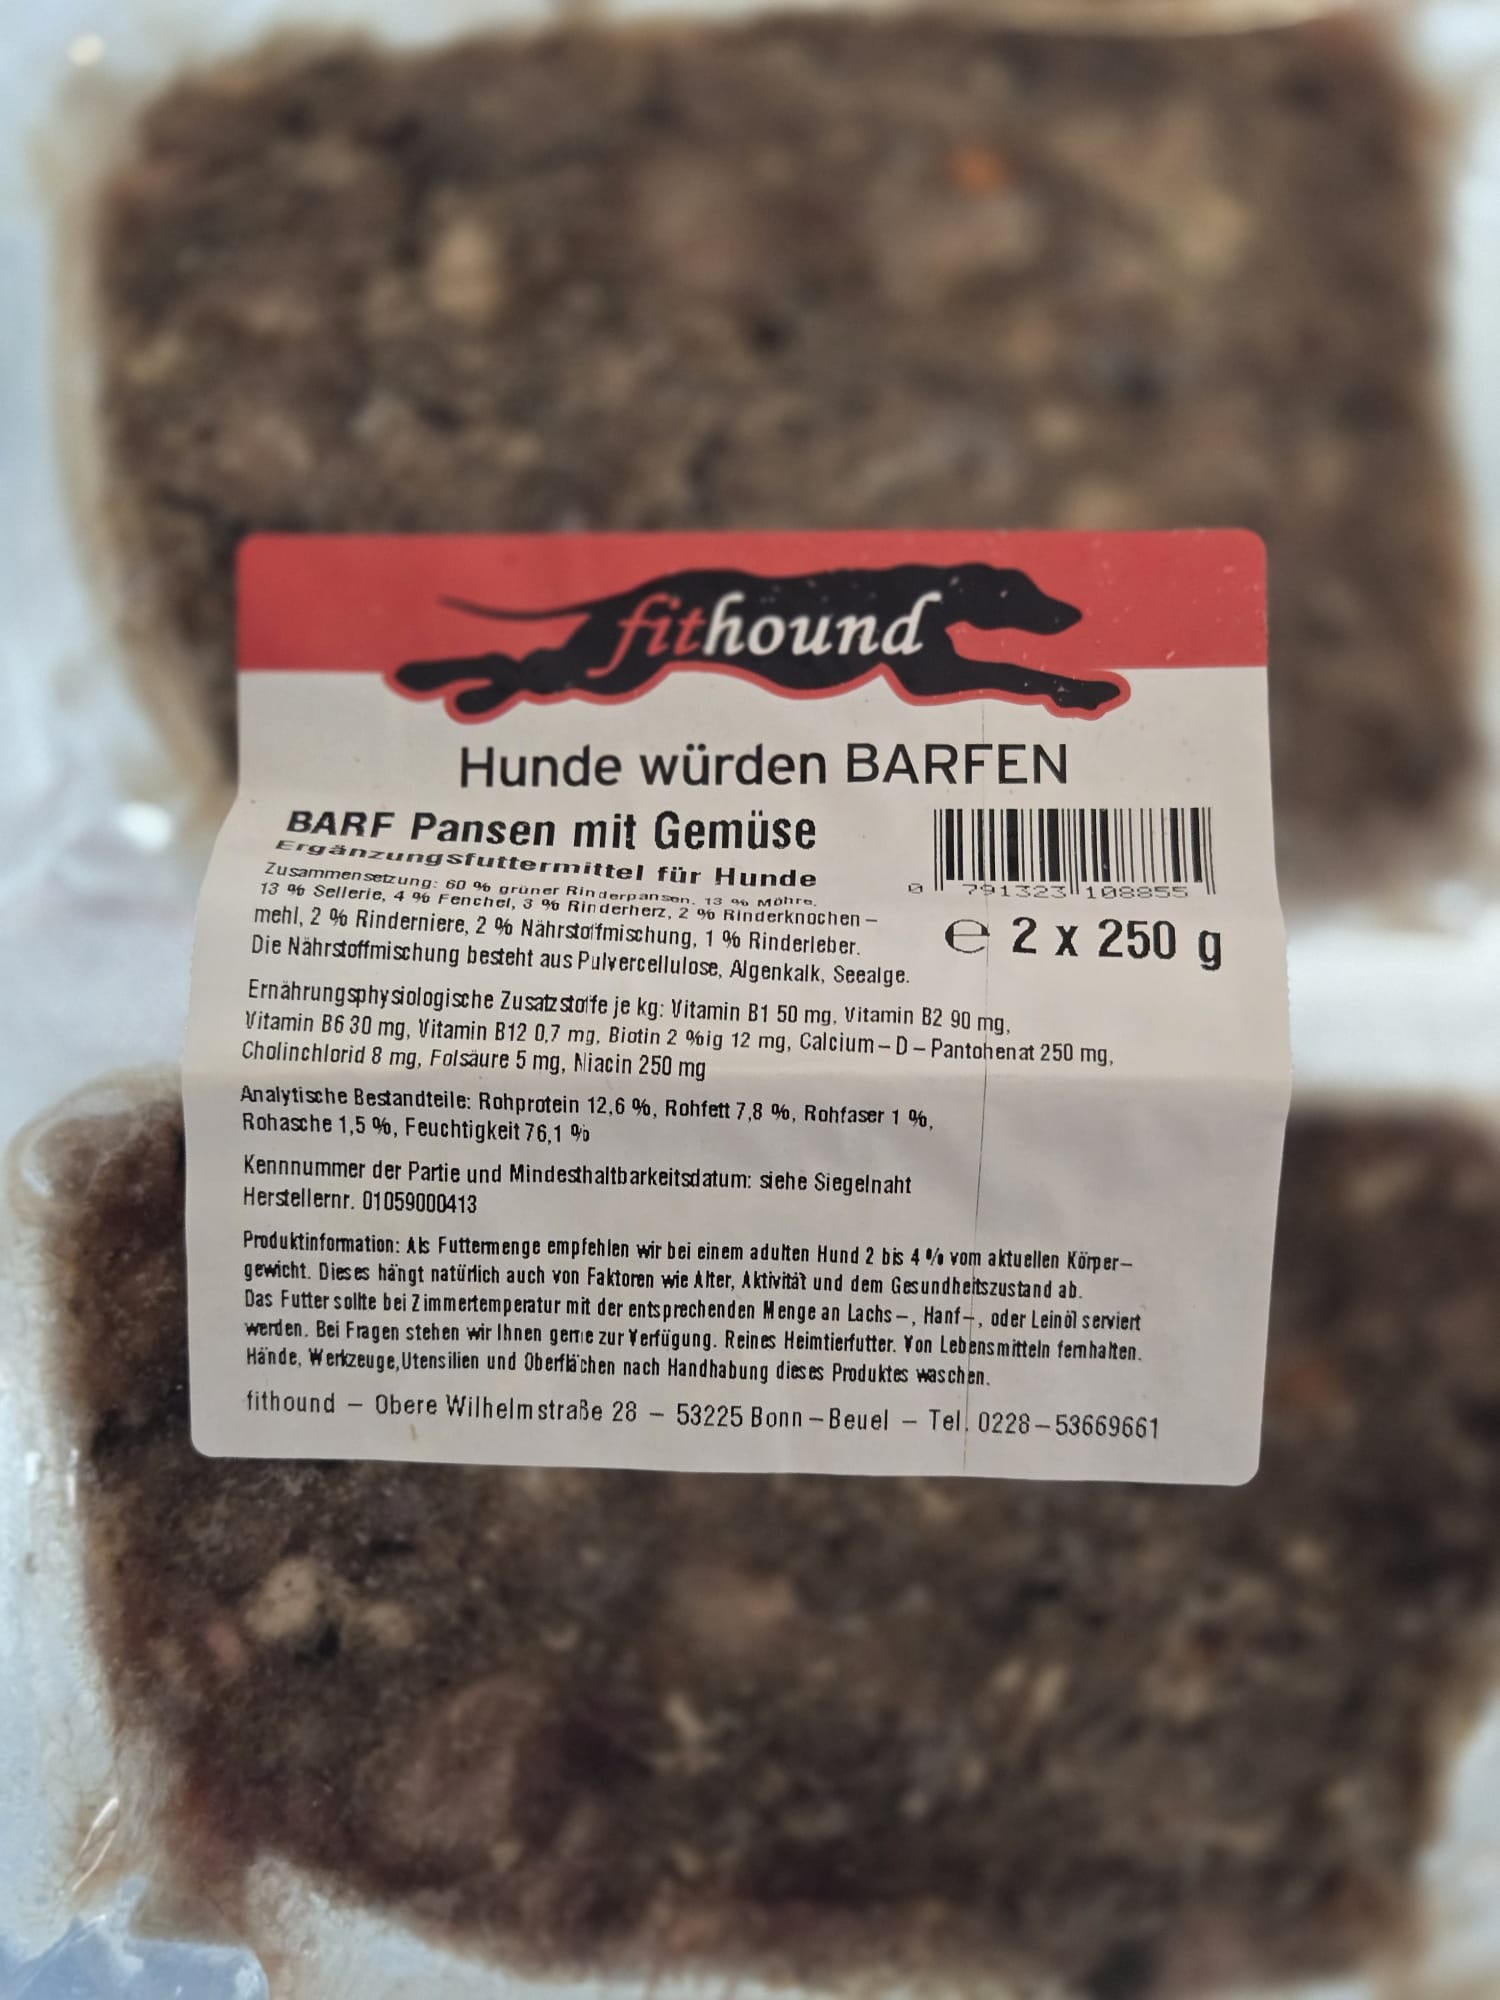 fithound
Hunde würden BARFEN
BARF Pansen mit Gemüse
Ergänzungsfuttermittel für Hunde
Zusammensetzung: 60 % grüner Rinderpansen, 13 % Möhre,
13 % Sellerie, 4 % Fenchel, 3 % Rinderherz, 2 % Rinderknochen-
mehl, 2 % Rinderniere, 2 % Nährstoffmischung, 1 % Rinderleber.
Die Nährstoffmischung besteht aus Pulvercellulose, Algenkalk, Seealge.
0 791323 108855
e 2 x 250 g
Ernährungsphysiologische Zusatzstoffe je kg: Vitamin B1 50 mg, Vitamin B2 90 mg,
Vitamin B6 30 mg, Vitamin B12 0,7 mg, Biotin 2 %ig 12 mg, Calcium-D-Pantohenat 250 mg,
Cholinchlorid 8 mg, Folsäure 5 mg, Niacin 250 mg
Analytische Bestandteile: Rohprotein 12,6 %, Rohfett 7,8 %, Rohfaser 1 %,
Rohasche 1,5 %, Feuchtigkeit 76,1 %
Kennnummer der Partie und Mindesthaltbarkeitsdatum: siehe Siegelnaht
Herstellernr. 01059000413
Produktinformation: Als Futtermenge empfehlen wir bei einem adulten Hund 2 bis 4 % vom aktuellen Körper-
gewicht. Dieses hängt natürlich auch von Faktoren wie Alter, Aktivität und dem Gesundheitszustand ab.
Das Futter sollte bei Zimmertemperatur mit der entsprechenden Menge an Lachs-, Hanf-, oder Leinöl serviert
werden. Bei Fragen stehen wir Ihnen gerne zur Verfügung. Reines Heimtierfutter. Von Lebensmitteln fernhalten.
Hände, Werkzeuge, Utensilien und Oberflächen nach Handhabung dieses Produktes waschen.
fithound - Obere Wilhelmstraße 28 - 53225 Bonn-Beuel - Tel. 0228-53669661